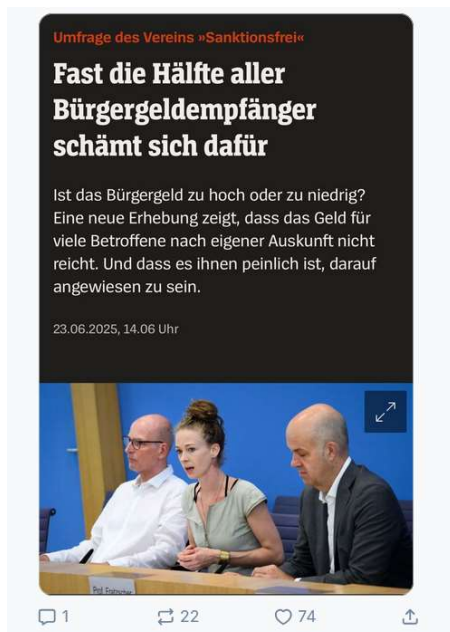 Umfrage des Vereins »Sanktionsfrei«
Fast die Hälfte aller
Bürgergeldempfänger
schämt sich dafür
Ist das Bürgergeld zu hoch oder zu niedrig?
Eine neue Erhebung zeigt, dass das Geld für
viele Betroffene nach eigener Auskunft nicht
reicht. Und dass es ihnen peinlich ist, darauf
angewiesen zu sein.
23.06.2025, 14.06 Uhr
Prof. Fratzscher
1 22 74